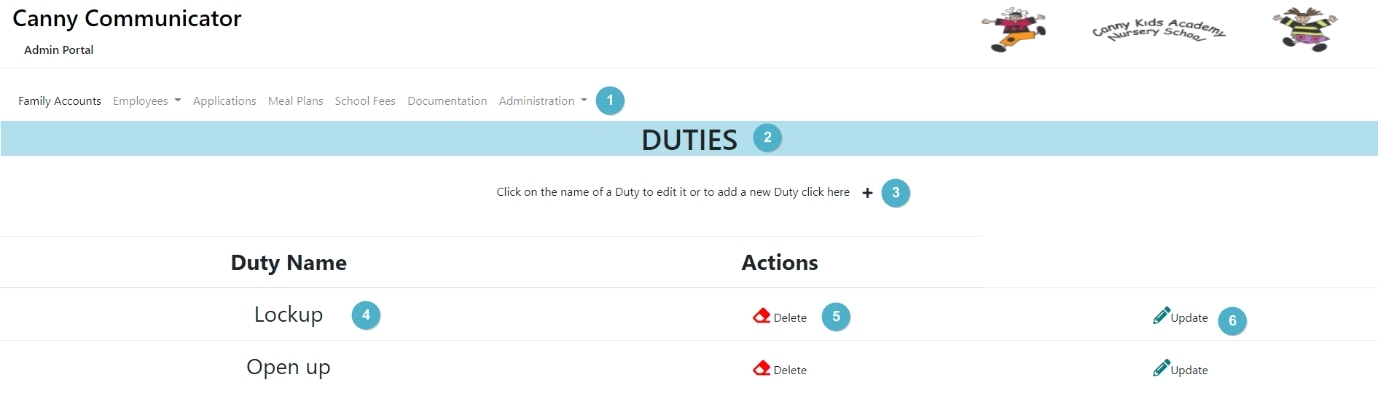 Canny Communicator
Canny Kids Academy
Nursery School
Admin Portal
Family Accounts Employees Applications Meal Plans School Fees Documentation Administration 1
DUTIES 2
Click on the name of a Duty to edit it or to add a new Duty click here + 3
Duty Name Actions
Lockup 4 Delete 5 Update 6
Open up Delete Update